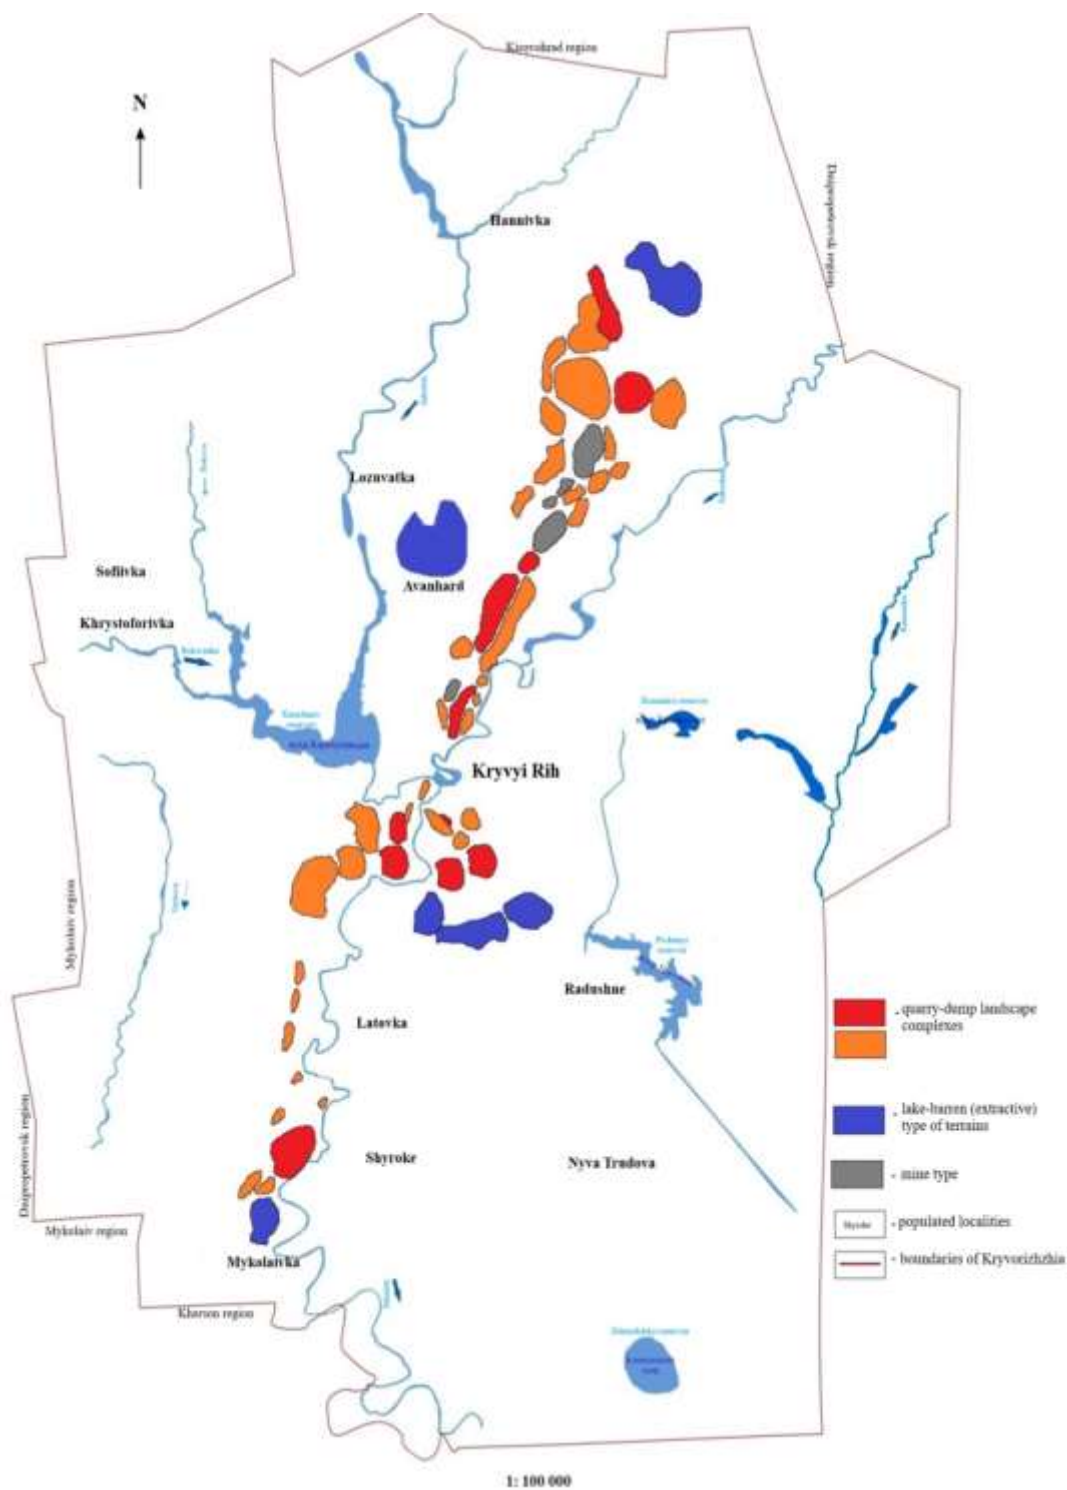 Kirovohrad region
N
Dnipropetrovsk region
Hannivka
Lozuvatka
Sofiivka
Avanhard
Khrystoforivka
Kryvyi Rih
Mykolaiv region
Radushne
Latovka
- quarry-dump landscape
complexes
- lake-barren (extractive)
type of terrains
Dnipropetrovsk region
Shyroke
Nyva Trudova
- mine type
Shyroke
- populated localities
Mykolaiv region
Mykolaivka
- boundaries of Kryvorizhzhia
Kherson region
1: 100 000